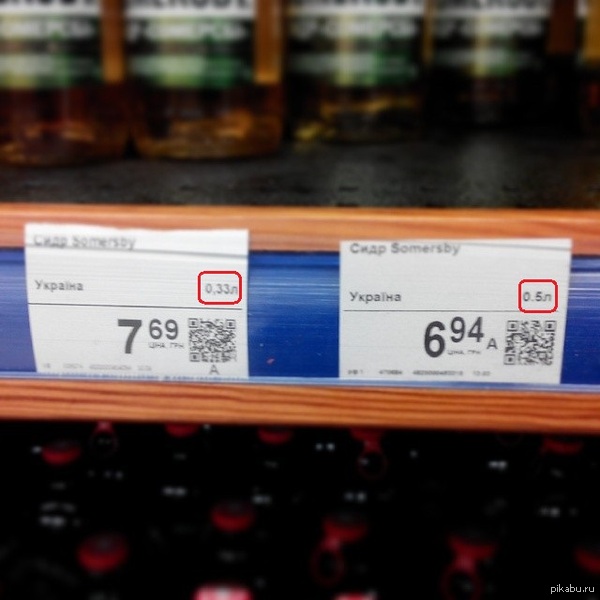 Сидр Somersby
Україна
0,33л
7 69
ЦІНА, ГРН
А
Сидр Somersby
Україна
0.5л
6 94 А
ЦІНА, ГРН
pikabu.ru